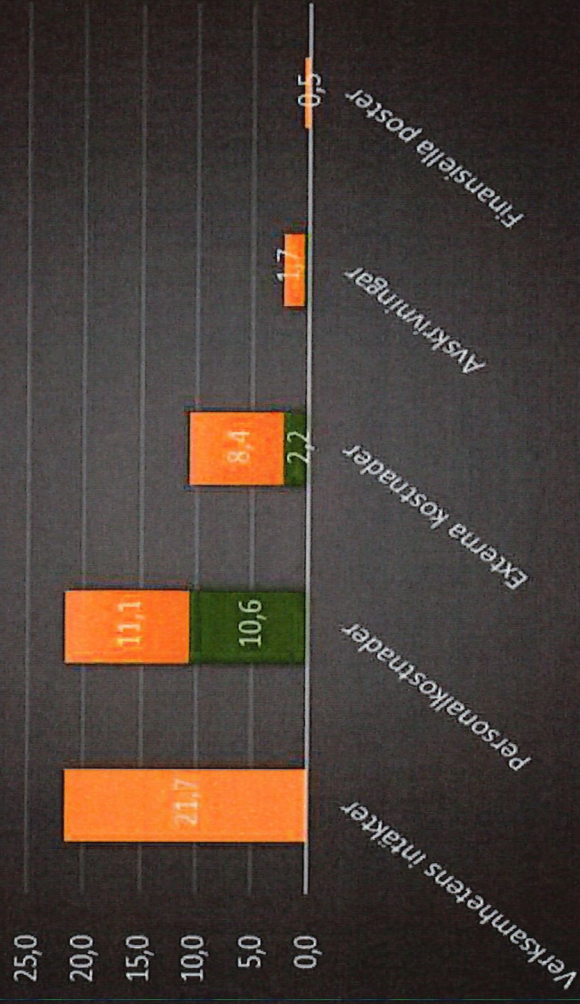 25,0
20,0
15,0
10,0
5,0
0,0
21,7
11,1
10,6
8,4
2,2
1,7
0,5
Verksamhetens intäkter
Personalkostnader
Externa kostnader
Avskrivningar
Finansiella poster